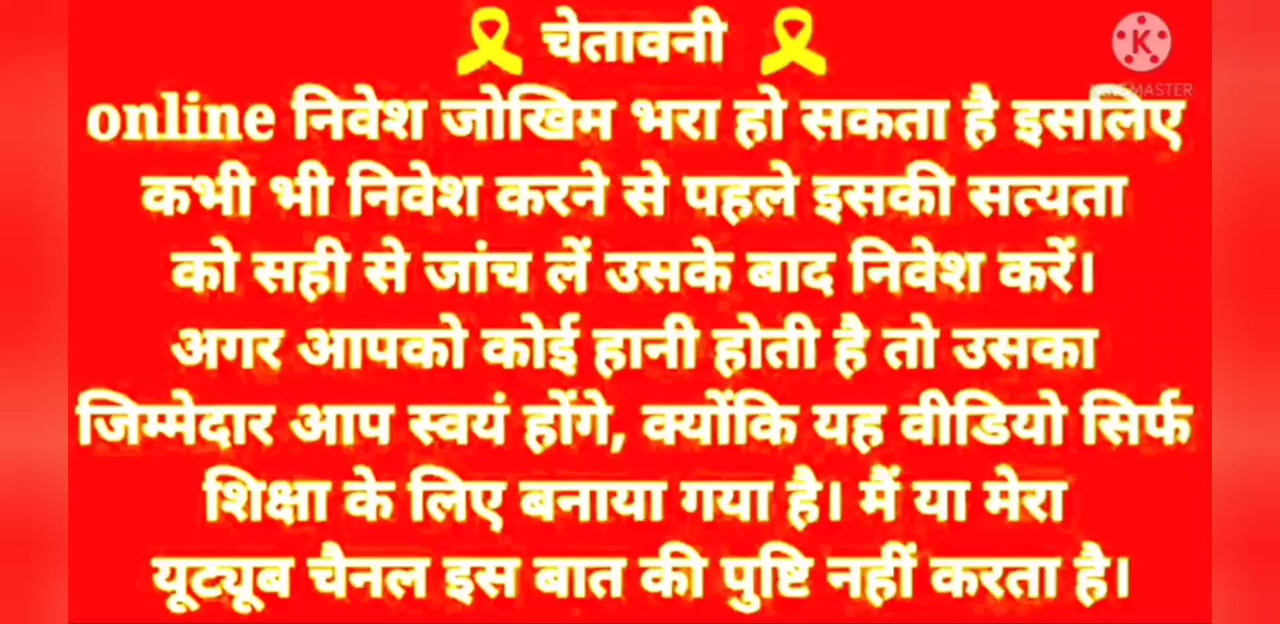 🎗 चेतावनी 🎗
K
KINEMASTER
online निवेश जोखिम भरा हो सकता है इसलिए
कभी भी निवेश करने से पहले इसकी सत्यता
को सही से जांच लें उसके बाद निवेश करें।
अगर आपको कोई हानी होती है तो उसका
जिम्मेदार आप स्वयं होंगे, क्योंकि यह वीडियो सिर्फ
शिक्षा के लिए बनाया गया है। मैं या मेरा
यूट्यूब चैनल इस बात की पुष्टि नहीं करता है।